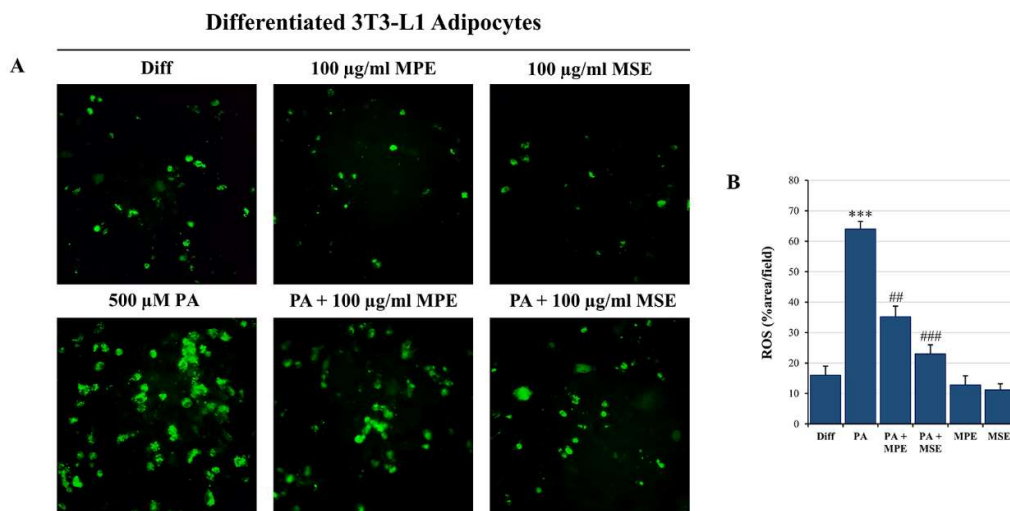 Differentiated 3T3-L1 Adipocytes
A
Diff
100 µg/ml MPE
100 µg/ml MSE
500 µM PA
PA + 100 µg/ml MPE
PA + 100 µg/ml MSE
B
ROS (%area/field)
80
70
60
50
40
30
20
10
0
***
##
###
Diff
PA
PA +
MPE
PA +
MSE
MPE
MSE